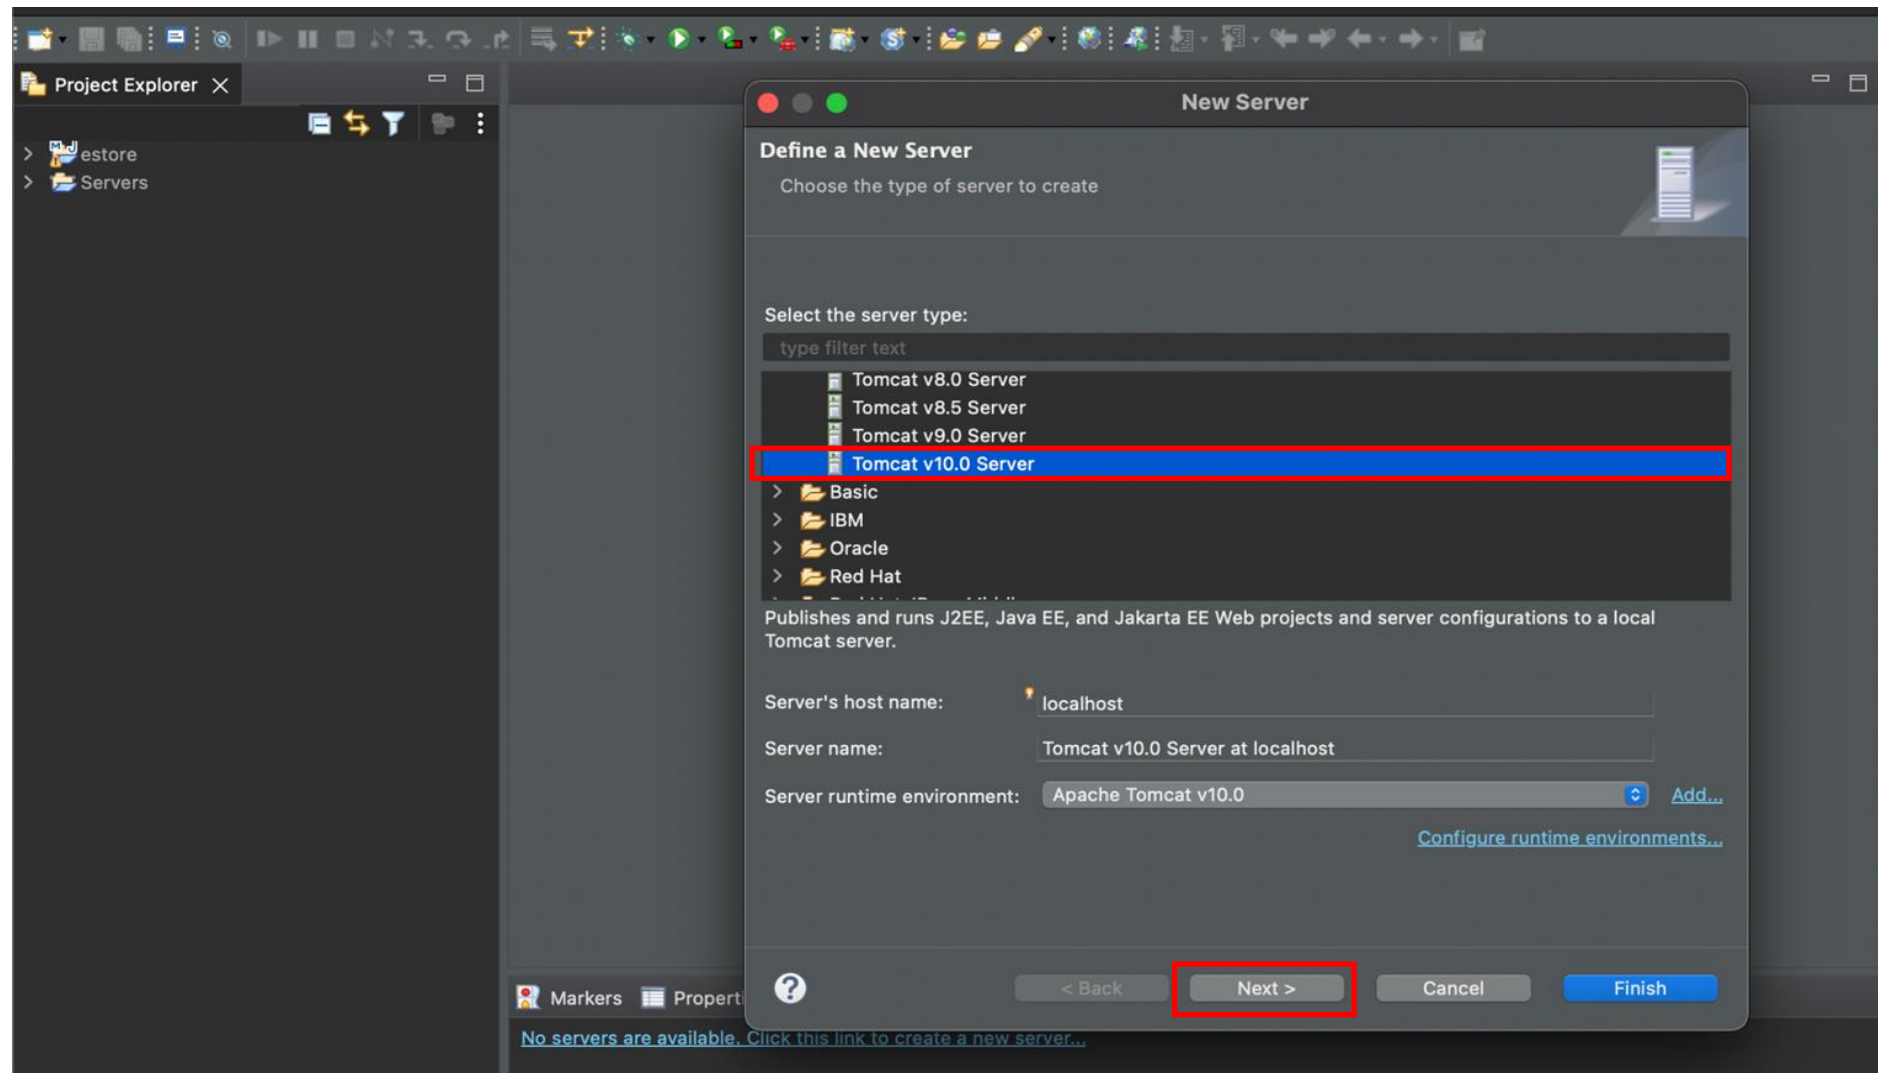 Project Explorer
estore
Servers
New Server
Define a New Server
Choose the type of server to create
Select the server type:
type filter text
Tomcat v8.0 Server
Tomcat v8.5 Server
Tomcat v9.0 Server
Tomcat v10.0 Server
Basic
IBM
Oracle
Red Hat
Publishes and runs J2EE, Java EE, and Jakarta EE Web projects and server configurations to a local
Tomcat server.
Server's host name: localhost
Server name: Tomcat v10.0 Server at localhost
Server runtime environment: Apache Tomcat v10.0 Add...
Configure runtime environments...
< Back Next > Cancel Finish
Markers Properti
No servers are available. Click this link to create a new server...